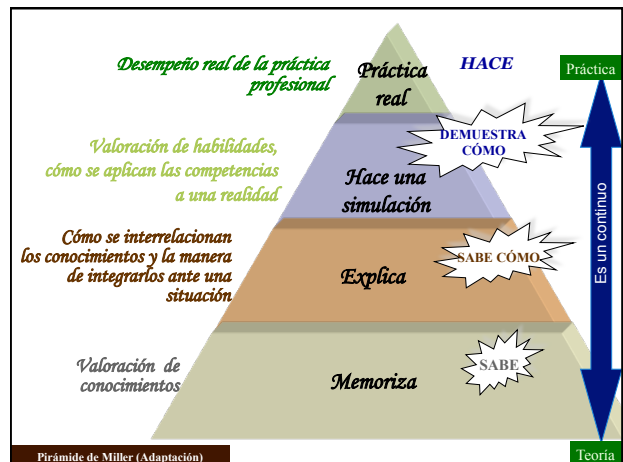 Desempeño real de la práctica
profesional
Práctica
real
HACE
Práctica
DEMUESTRA
CÓMO
Valoración de habilidades,
cómo se aplican las competencias
a una realidad
Hace una
simulación
Cómo se interrelacionan
los conocimientos y la manera
de integrarlos ante una
situación
Explica
SABE CÓMO
Es un continuo
Valoración de
conocimientos
Memoriza
SABE
Pirámide de Miller (Adaptación)
Teoría